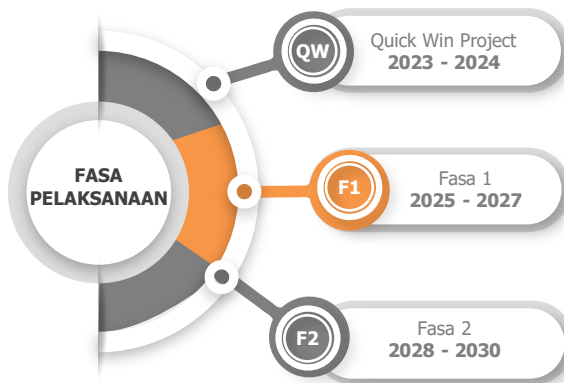 FASA
PELAKSANAAN
QW
Quick Win Project
2023 - 2024
F1
Fasa 1
2025 - 2027
F2
Fasa 2
2028 - 2030